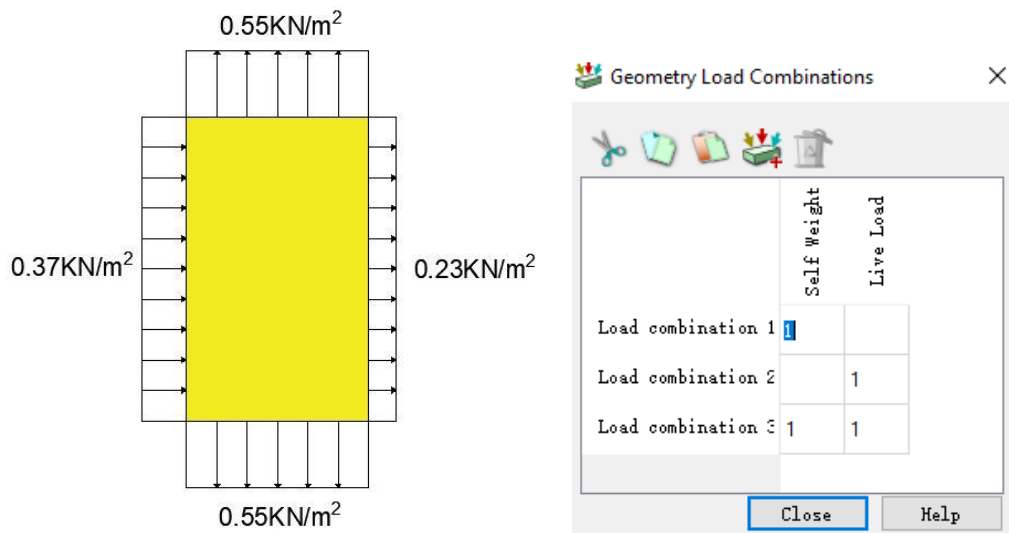 0.55KN/m²
0.37KN/m²
0.23KN/m²
0.55KN/m²
Geometry Load Combinations
Self Weight
Live Load
Load combination 1 1
Load combination 2 1
Load combination 3 1 1
Close
Help